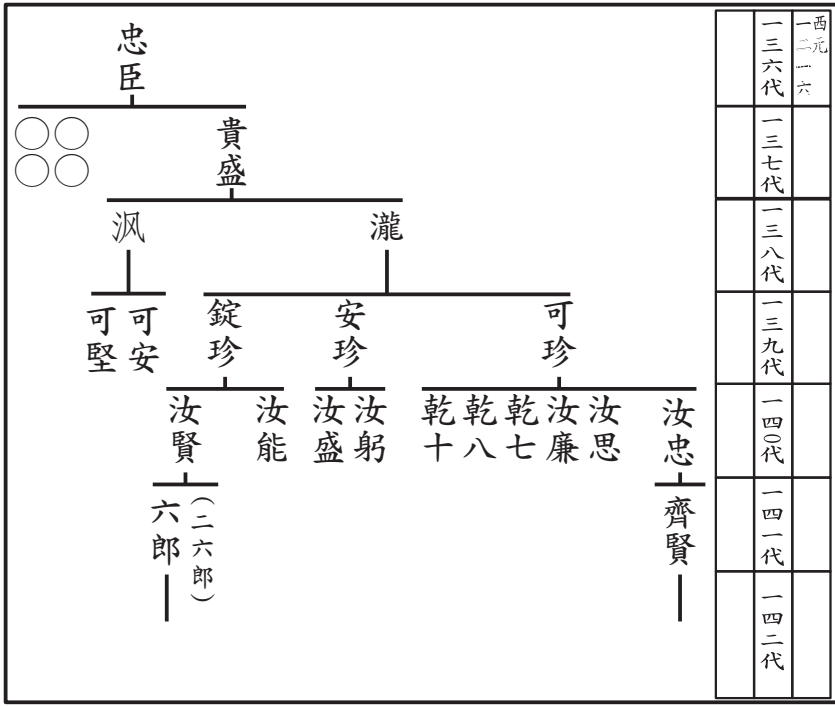 西元
一二一六
一三六代
一三七代
一三八代
一三九代
一四〇代
一四一代
一四二代
忠臣
貴盛
瀧
沨
可珍
安珍
錠珍
可安
可堅
汝忠
汝思
汝廉
乾七
乾八
乾十
汝躬
汝盛
汝能
汝賢
齊賢
(二六郎)
六郎